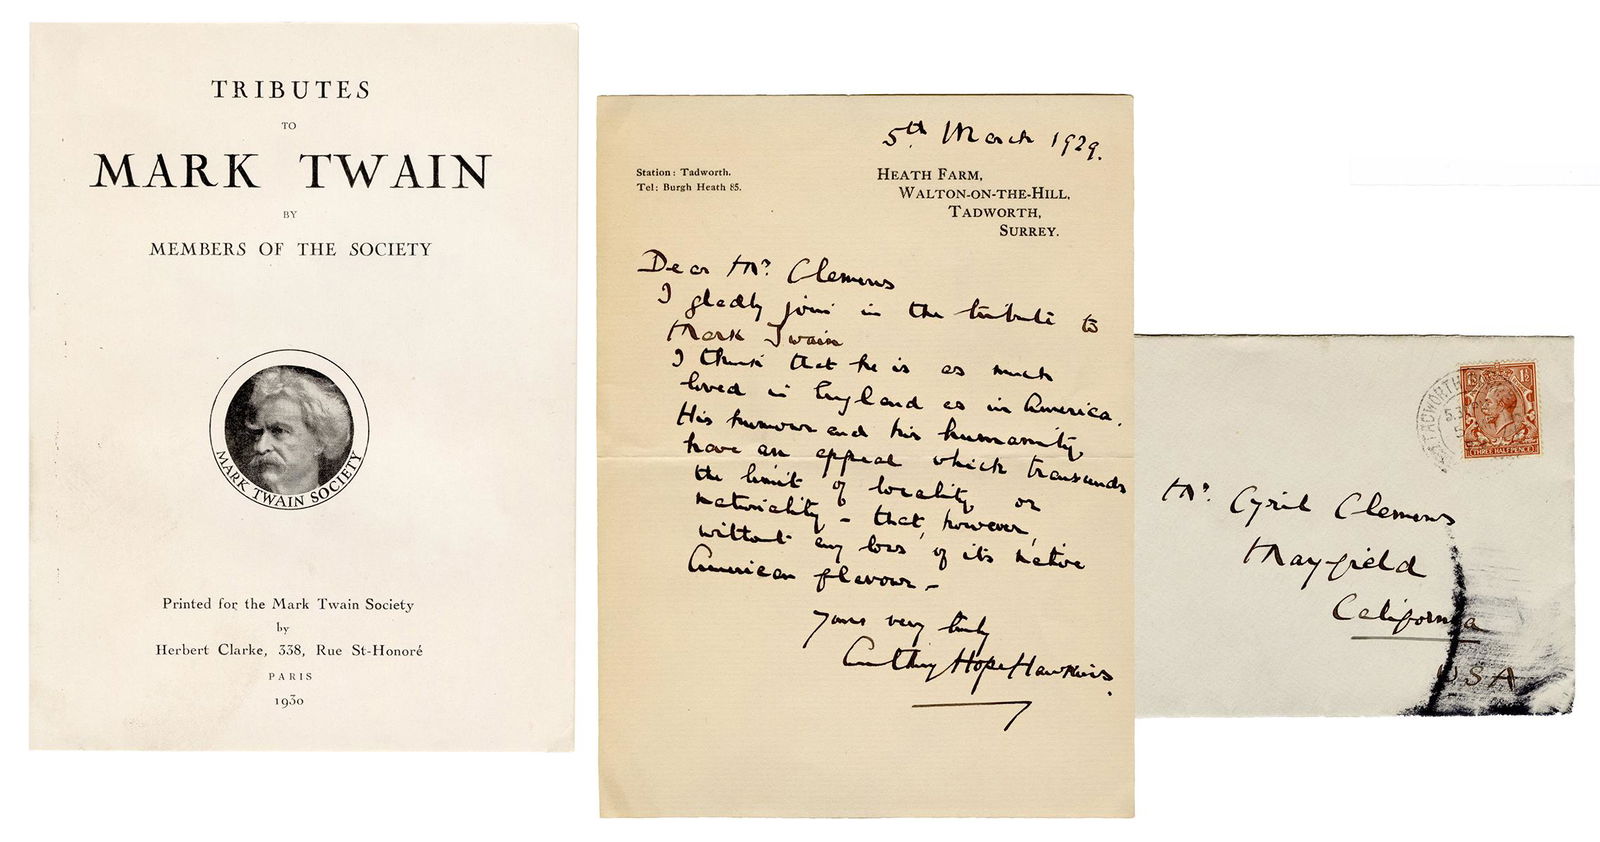 TRIBUTES
TO
MARK TWAIN
BY
MEMBERS OF THE SOCIETY
MARK TWAIN SOCIETY
Printed for the Mark Twain Society
by
Herbert Clarke, 338, Rue St-Honoré
PARIS
1930
5th March 1929.
Station: Tadworth.
Tel: Burgh Heath 85.
HEATH FARM,
WALTON-ON-THE-HILL,
TADWORTH,
SURREY.
Dear Mr. Clemens
I gladly join in the tribute to
Mark Twain
I think that he is as much
loved in England as in America.
His humour and his humanity
have an appeal which transcends
the limit of locality or
nationality – that, however,
without any loss of its native
American flavour –
Yours very truly
Anthony Hope Hawkins.
TADWORTH
THREE HALFPENCE
Mr. Cyril Clemens
Mayfield
California
USA